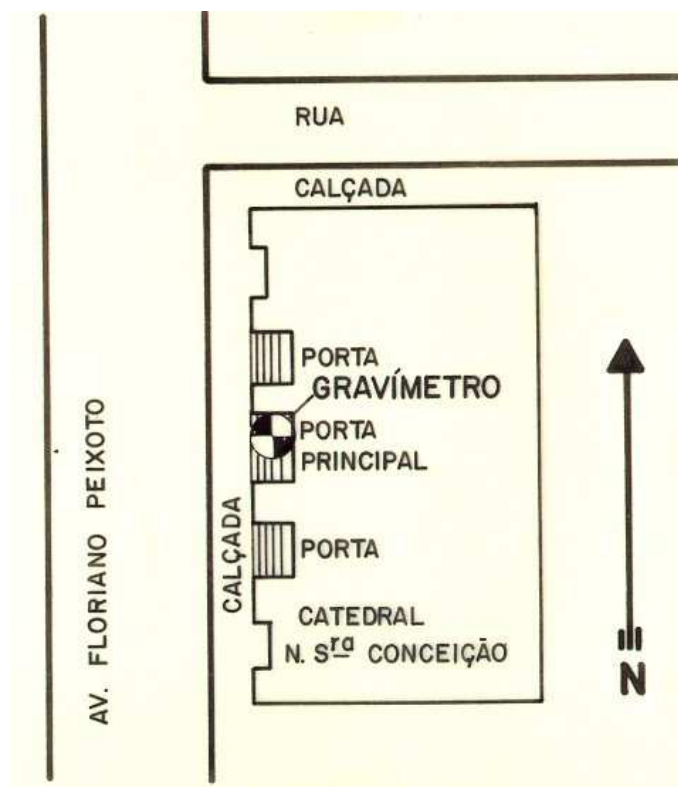 RUA
CALÇADA
PORTA
GRAVÍMETRO
PORTA
PRINCIPAL
PORTA
CALÇADA
AV. FLORIANO PEIXOTO
CATEDRAL
N. Sra CONCEIÇÃO
N